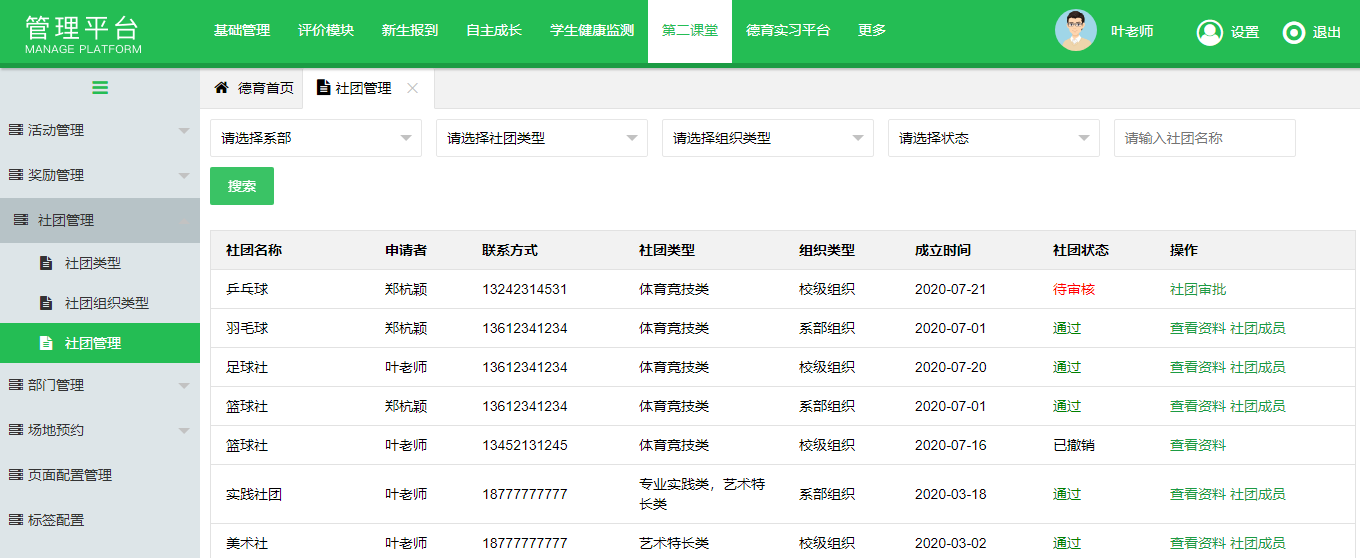 管理平台
MANAGE PLATFORM
基础管理 评价模块 新生报到 自主成长 学生健康监测 第二课堂 德育实习平台 更多
叶老师 设置 退出
德育首页 社团管理
活动管理
奖励管理
社团管理
社团类型
社团组织类型
社团管理
部门管理
场地预约
页面配置管理
标签配置
请选择系部 请选择社团类型 请选择组织类型 请选择状态 请输入社团名称
搜索
社团名称 申请者 联系方式 社团类型 组织类型 成立时间 社团状态 操作
乒乓球 郑杭颖 13242314531 体育竞技类 校级组织 2020-07-21 待审核 社团审批
羽毛球 郑杭颖 13612341234 体育竞技类 系部组织 2020-07-01 通过 查看资料 社团成员
足球社 叶老师 13612341234 体育竞技类 校级组织 2020-07-20 通过 查看资料 社团成员
篮球社 郑杭颖 13612341234 体育竞技类 系部组织 2020-07-01 通过 查看资料 社团成员
篮球社 叶老师 13452131245 体育竞技类 校级组织 2020-07-16 已撤销 查看资料
实践社团 叶老师 18777777777 专业实践类，艺术特
长类 系部组织 2020-03-18 通过 查看资料 社团成员
美术社 叶老师 18777777777 艺术特长类 校级组织 2020-03-02 通过 查看资料 社团成员